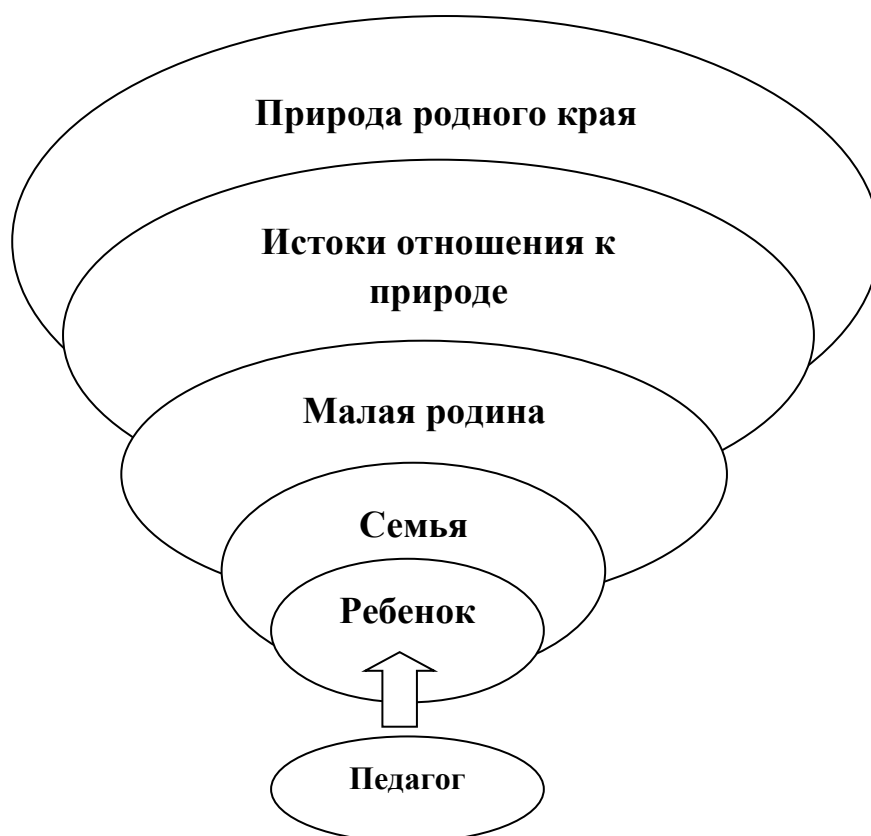 Природа родного края
Истоки отношения к
природе
Малая родина
Семья
Ребенок
Педагог